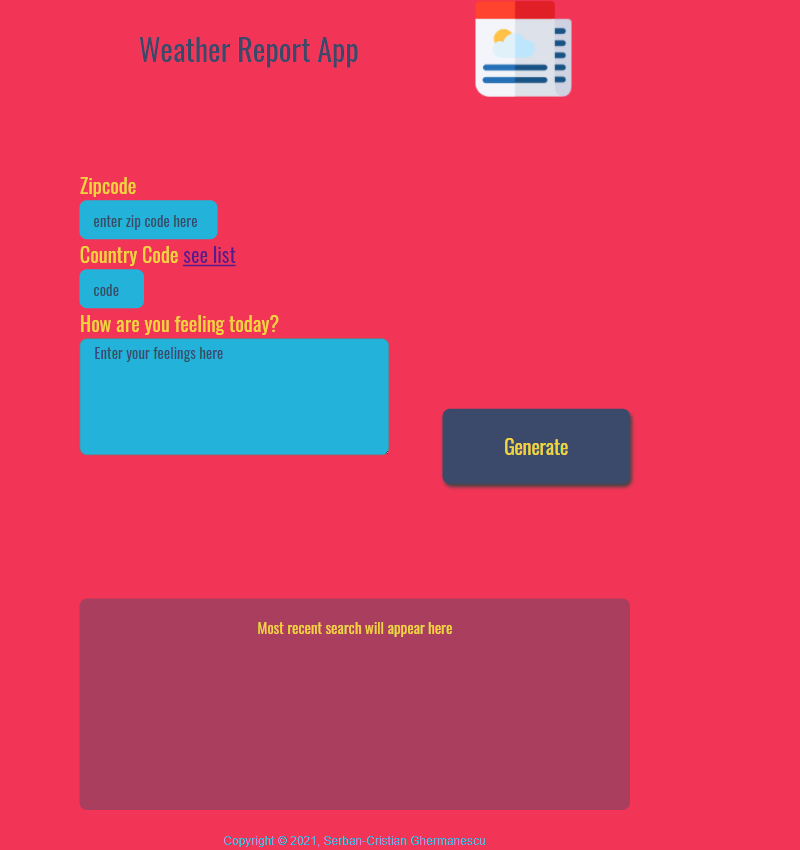 Weather Report App
Zipcode
enter zip code here
Country Code see list
code
How are you feeling today?
Enter your feelings here
Generate
Most recent search will appear here
Copyright © 2021, Serban-Cristian Ghermanescu